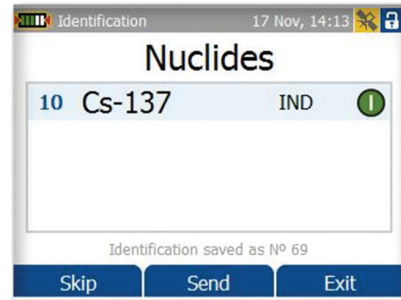 Identification 17 Nov, 14:13
Nuclides
10 Cs-137 IND I
Identification saved as Nº 69
Skip Send Exit